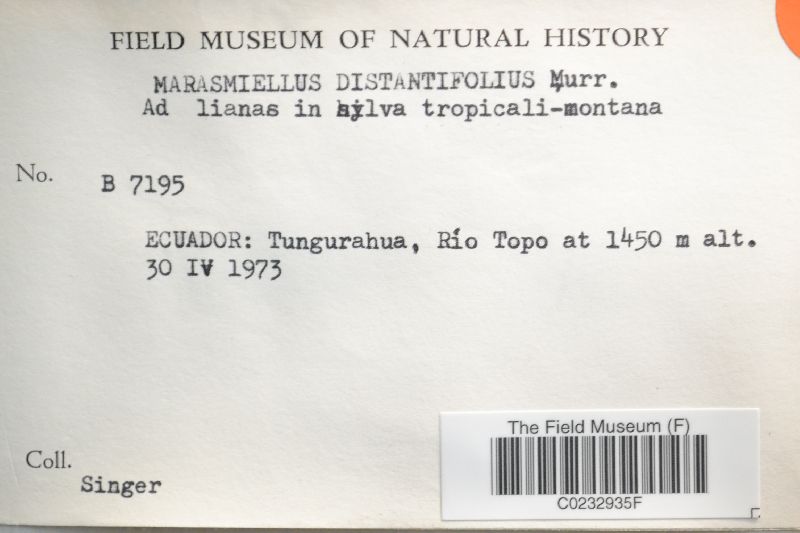 FIELD MUSEUM OF NATURAL HISTORY
MARASMIELLUS DISTANTIFOLIUS Murr.
Ad lianas in silva tropicali-montana
No. B 7195
ECUADOR: Tungurahua, Río Topo at 1450 m alt.
30 IV 1973
The Field Museum (F)
C0232935F
Coll. Singer